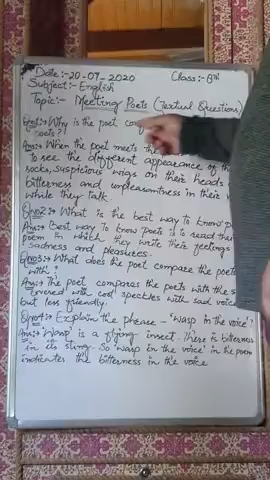 Date:- 20-07-2020 Class:- 8th
Subject:- English
Topic:- Meeting Poets (Textual Questions)
Qno1:→ Why is the poet
poets?
Ans:→ When the poet meets the
to see the different appearance of the
socks, suspicious wigs on their heads
bitterness and unpleasantness in their
while they talk.
Qno2:→ What is the best way to know
Ans:→ Best way to know poets is to read their
poem in which they write their feelings
sadness and pleasures.
Qno3:→ What does the poet compare the poets
with?
Ans:→ The poet compares the poets with the
covered with cool speckles with sad voice
but less friendly.
Qno4:→ Explain the phrase - 'wasp in the voice'?
Ans:→ 'Wasp' is a flying insect. There is bitterness
in its sting. So 'wasp in the voice' in the poem
indicates the bitterness in the voice